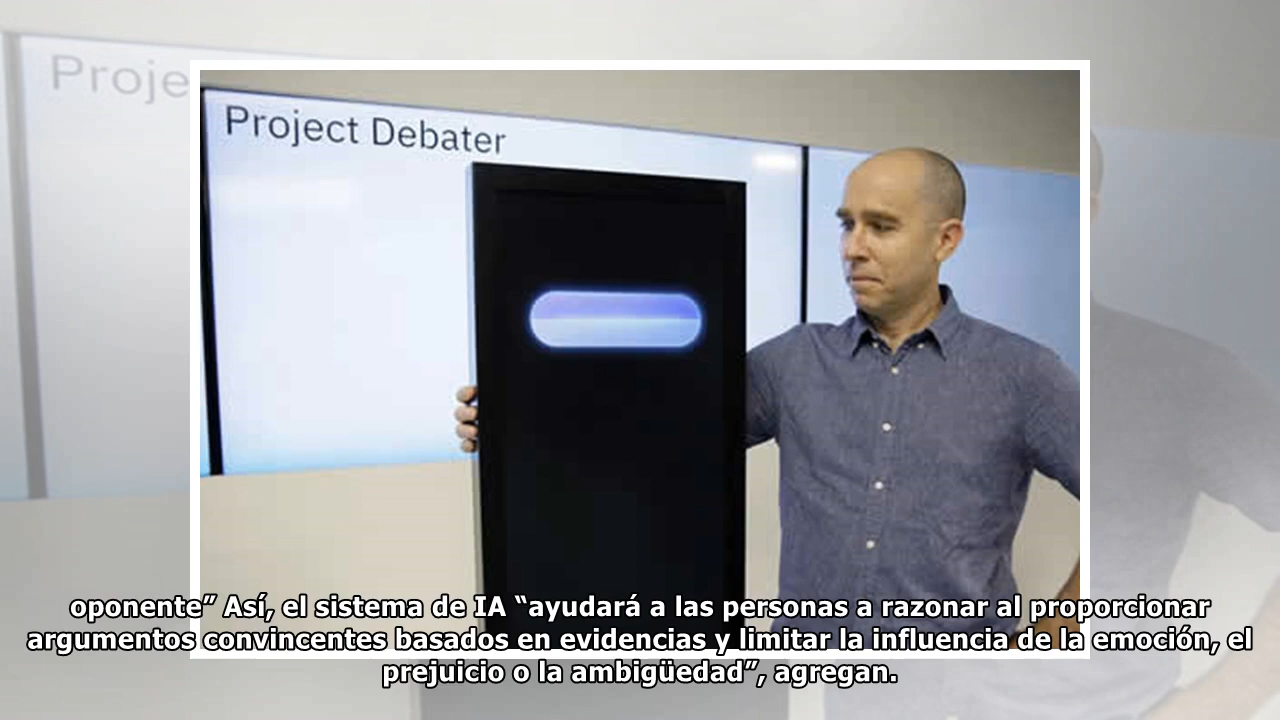 Proje
Project Debater
oponente” Así, el sistema de IA “ayudará a las personas a razonar al proporcionar
argumentos convincentes basados en evidencias y limitar la influencia de la emoción, el
prejuicio o la ambigüedad”, agregan.